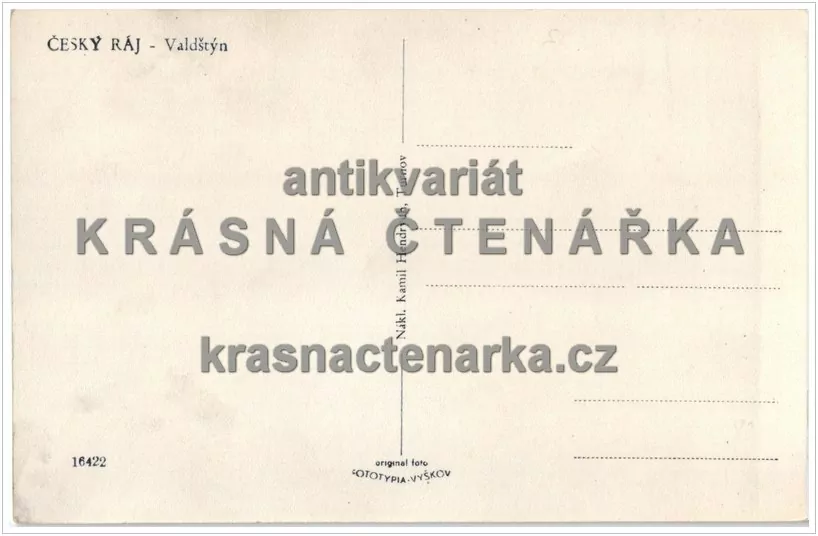 ČESKÝ RÁJ - Valdštýn
antikvariát
KRÁSNÁ ČTENÁŘKA
Nákl. Kamil Hendrych, Turnov
krasnactenarka.cz
16422
original foto
FOTOTYPIA-VYŠKOV